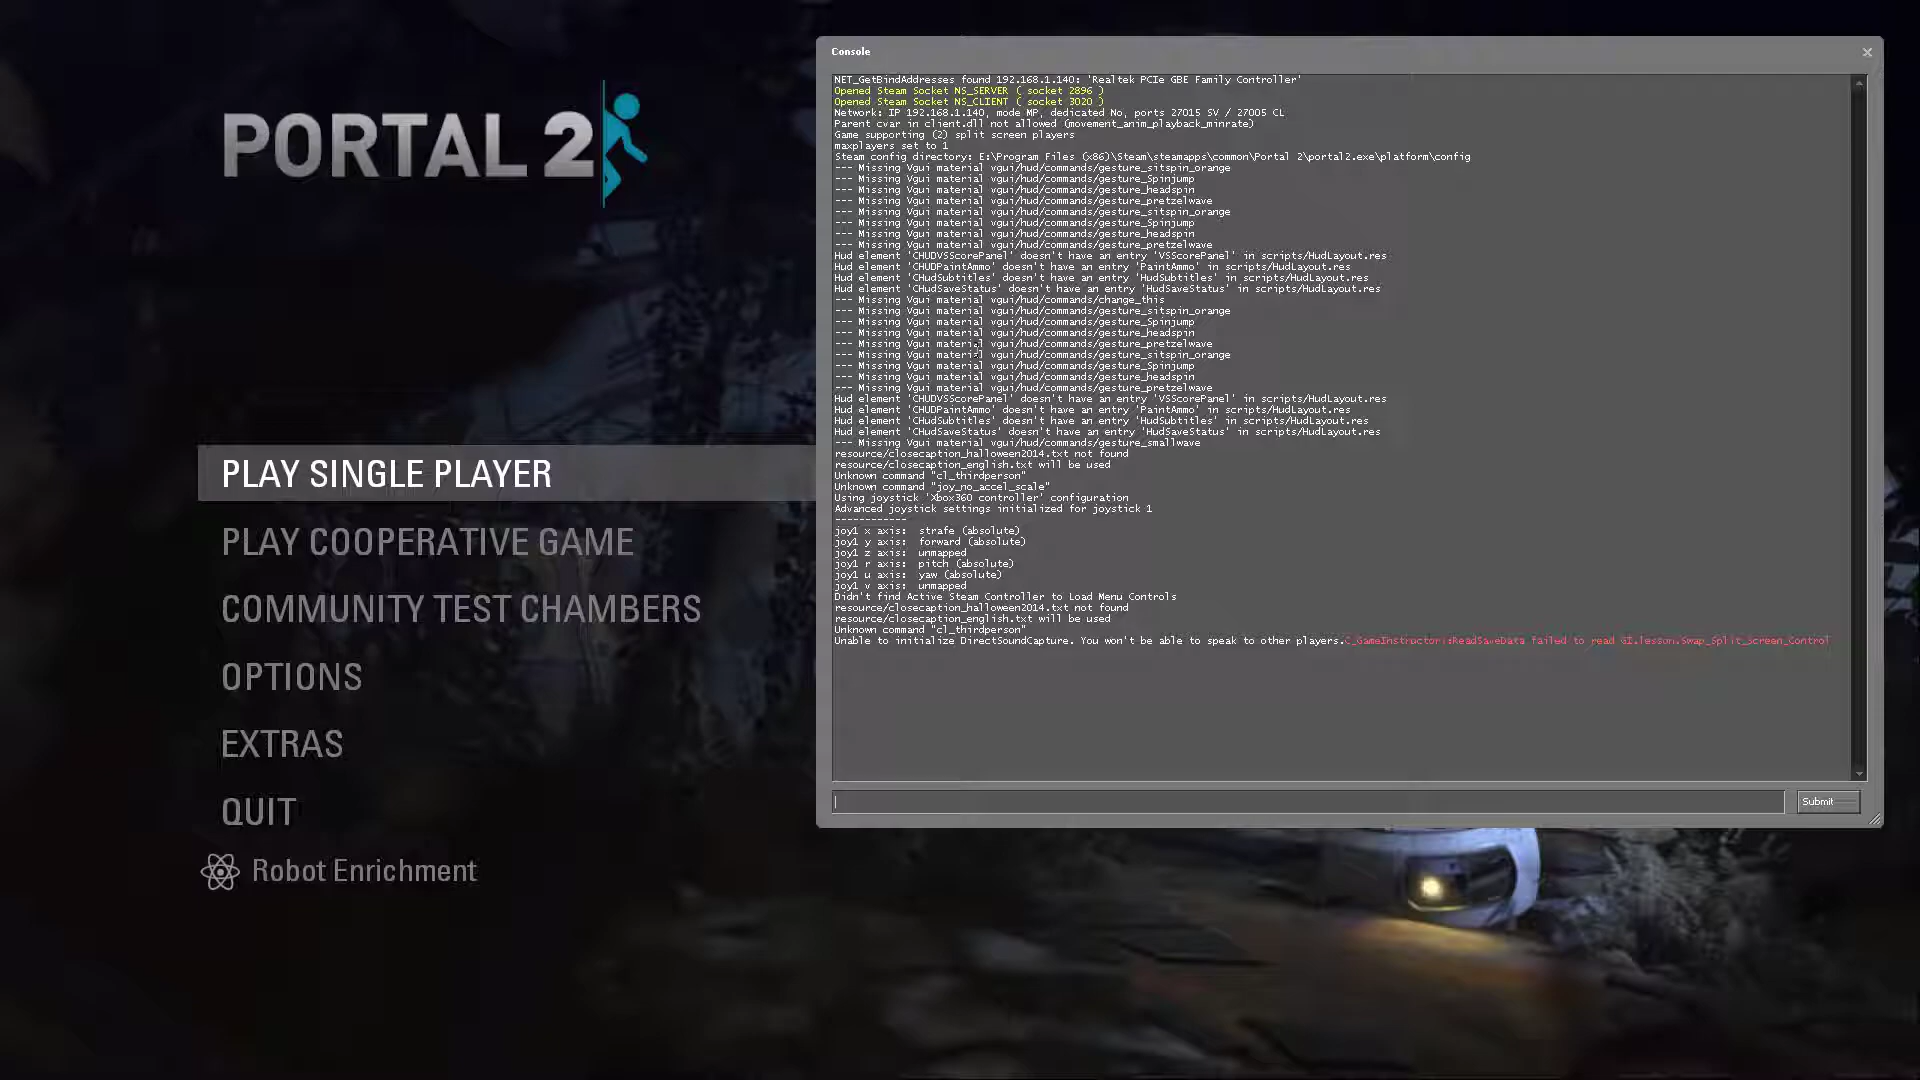 PORTAL 2
PLAY SINGLE PLAYER
PLAY COOPERATIVE GAME
COMMUNITY TEST CHAMBERS
OPTIONS
EXTRAS
QUIT
Robot Enrichment
Console
NET_GetBindAddresses found 192.168.1.140: 'Realtek PCIe GBE Family Controller'
Opened Steam Socket NS_SERVER ( socket 2896 )
Opened Steam Socket NS_CLIENT ( socket 3020 )
Network: IP 192.168.1.140, mode MP, dedicated No, ports 27015 SV / 27005 CL
Parent cvar in client.dll not allowed (movement_anim_playback_minrate)
Game supporting (2) split screen players
maxplayers set to 1
Steam config directory: E:\Program Files (x86)\Steam\steamapps\common\Portal 2\portal2.exe\platform\config
--- Missing Vgui material vgui/hud/commands/gesture_sitspin_orange
--- Missing Vgui material vgui/hud/commands/gesture_Spinjump
--- Missing Vgui material vgui/hud/commands/gesture_headspin
--- Missing Vgui material vgui/hud/commands/gesture_pretzelwave
--- Missing Vgui material vgui/hud/commands/gesture_sitspin_orange
--- Missing Vgui material vgui/hud/commands/gesture_Spinjump
--- Missing Vgui material vgui/hud/commands/gesture_headspin
--- Missing Vgui material vgui/hud/commands/gesture_pretzelwave
Hud element 'CHUDVSScorePanel' doesn't have an entry 'VSScorePanel' in scripts/HudLayout.res
Hud element 'CHUDPaintAmmo' doesn't have an entry 'PaintAmmo' in scripts/HudLayout.res
Hud element 'CHudSubtitles' doesn't have an entry 'HudSubtitles' in scripts/HudLayout.res
Hud element 'CHudSaveStatus' doesn't have an entry 'HudSaveStatus' in scripts/HudLayout.res
--- Missing Vgui material vgui/hud/commands/change_this
--- Missing Vgui material vgui/hud/commands/gesture_sitspin_orange
--- Missing Vgui material vgui/hud/commands/gesture_Spinjump
--- Missing Vgui material vgui/hud/commands/gesture_headspin
--- Missing Vgui material vgui/hud/commands/gesture_pretzelwave
--- Missing Vgui material vgui/hud/commands/gesture_sitspin_orange
--- Missing Vgui material vgui/hud/commands/gesture_Spinjump
--- Missing Vgui material vgui/hud/commands/gesture_headspin
--- Missing Vgui material vgui/hud/commands/gesture_pretzelwave
Hud element 'CHUDVSScorePanel' doesn't have an entry 'VSScorePanel' in scripts/HudLayout.res
Hud element 'CHUDPaintAmmo' doesn't have an entry 'PaintAmmo' in scripts/HudLayout.res
Hud element 'CHudSubtitles' doesn't have an entry 'HudSubtitles' in scripts/HudLayout.res
Hud element 'CHudSaveStatus' doesn't have an entry 'HudSaveStatus' in scripts/HudLayout.res
--- Missing Vgui material vgui/hud/commands/gesture_smallwave
resource/closecaption_halloween2014.txt not found
resource/closecaption_english.txt will be used
Unknown command "cl_thirdperson"
Unknown command "joy_no_accel_scale"
Using joystick 'Xbox360 controller' configuration
Advanced joystick settings initialized for joystick 1
------------
joy1 x axis: strafe (absolute)
joy1 y axis: forward (absolute)
joy1 z axis: unmapped
joy1 r axis: pitch (absolute)
joy1 u axis: yaw (absolute)
joy1 v axis: unmapped
Didn't find Active Steam Controller to Load Menu Controls
resource/closecaption_halloween2014.txt not found
resource/closecaption_english.txt will be used
Unknown command "cl_thirdperson"
Unable to initialize DirectSoundCapture. You won't be able to speak to other players.C_GameInstructor::ReadSaveData failed to read GI.lesson.Swap_Split_Screen_Control
Submit